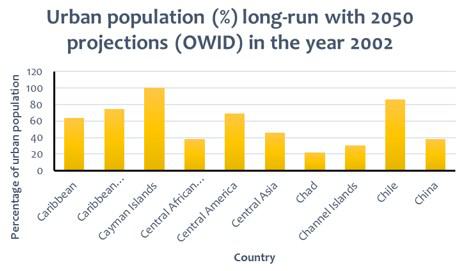 Urban population (%) long-run with 2050
projections (OWID) in the year 2002
Percentage of urban population
120
100
80
60
40
20
0
Caribbean
Caribbean...
Cayman Islands
Central African...
Central America
Central Asia
Chad
Channel Islands
Chile
China
Country